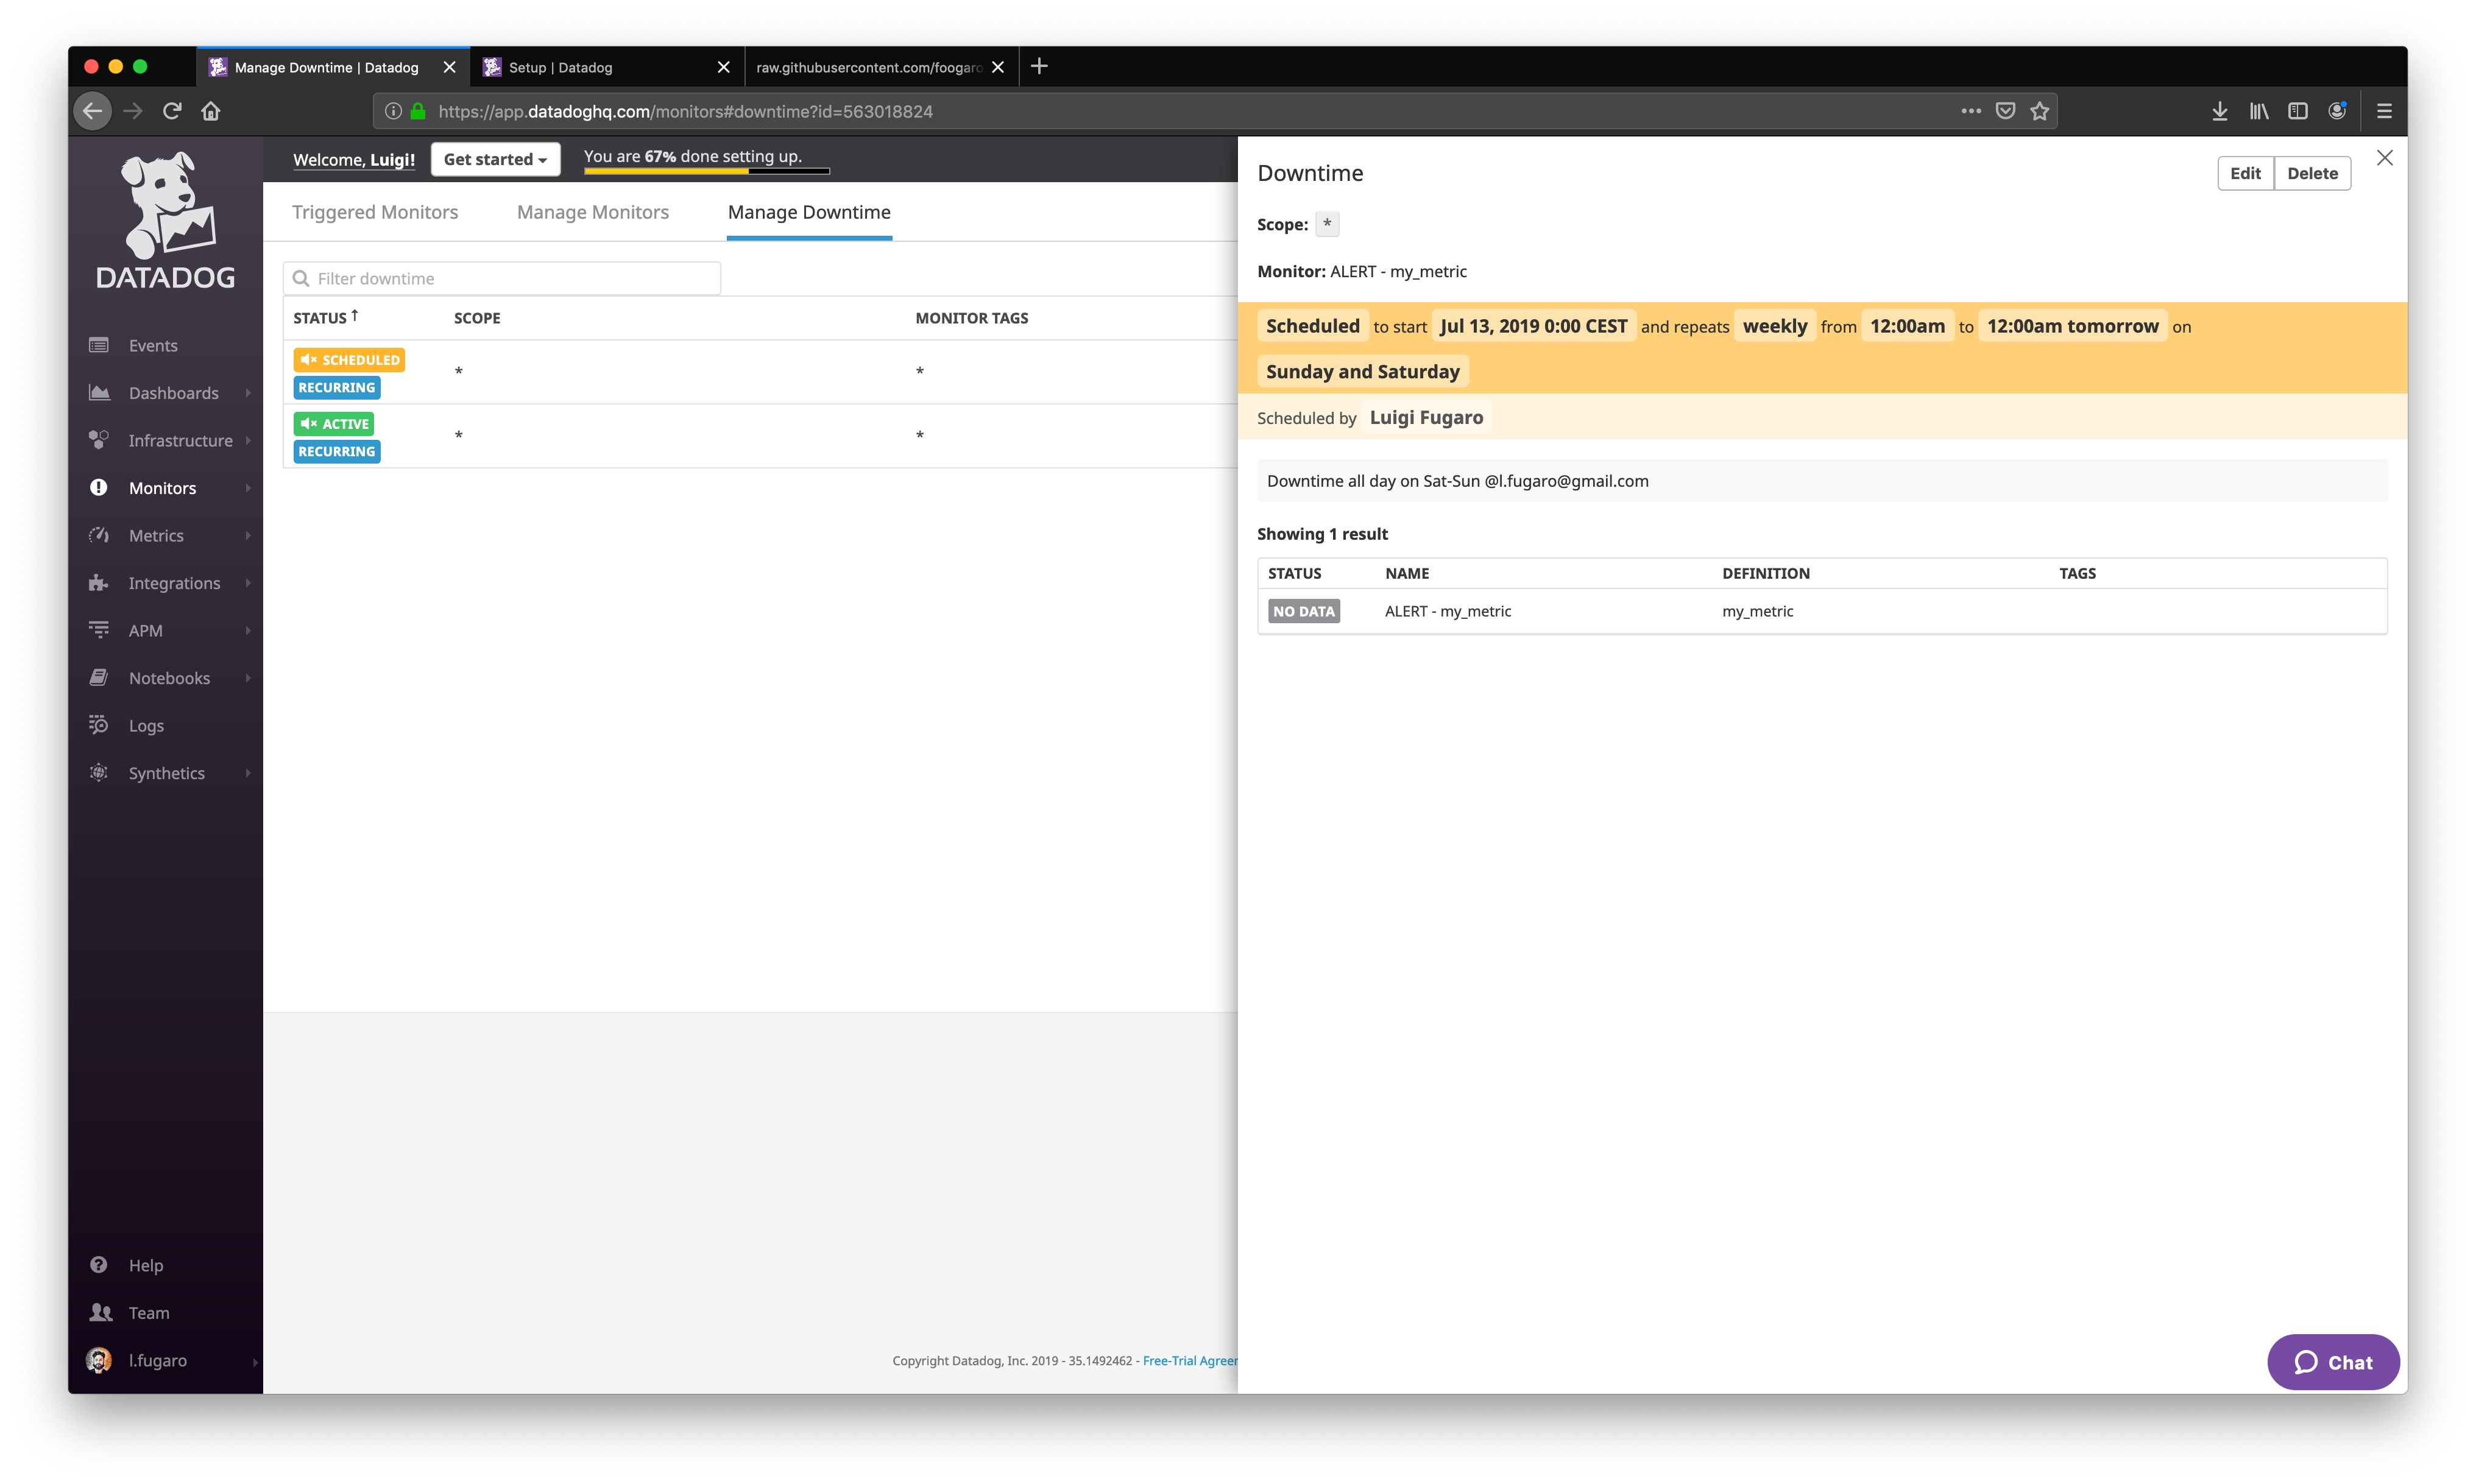 Manage Downtime | Datadog
Setup | Datadog
raw.githubusercontent.com/foogaro
https://app.datadoghq.com/monitors#downtime?id=563018824
DATADOG
Events
Dashboards
Infrastructure
Monitors
Metrics
Integrations
APM
Notebooks
Logs
Synthetics
Help
Team
l.fugaro
Welcome, Luigi!
Get started
You are 67% done setting up.
Triggered Monitors
Manage Monitors
Manage Downtime
Filter downtime
STATUS ↑ SCOPE MONITOR TAGS
SCHEDULED
RECURRING
* *
ACTIVE
RECURRING
* *
Copyright Datadog, Inc. 2019 - 35.1492462 - Free-Trial Agreer
Downtime
Edit
Delete
Scope: *
Monitor: ALERT - my_metric
Scheduled to start Jul 13, 2019 0:00 CEST and repeats weekly from 12:00am to 12:00am tomorrow on
Sunday and Saturday
Scheduled by Luigi Fugaro
Downtime all day on Sat-Sun @l.fugaro@gmail.com
Showing 1 result
STATUS NAME DEFINITION TAGS
NO DATA ALERT - my_metric my_metric
Chat